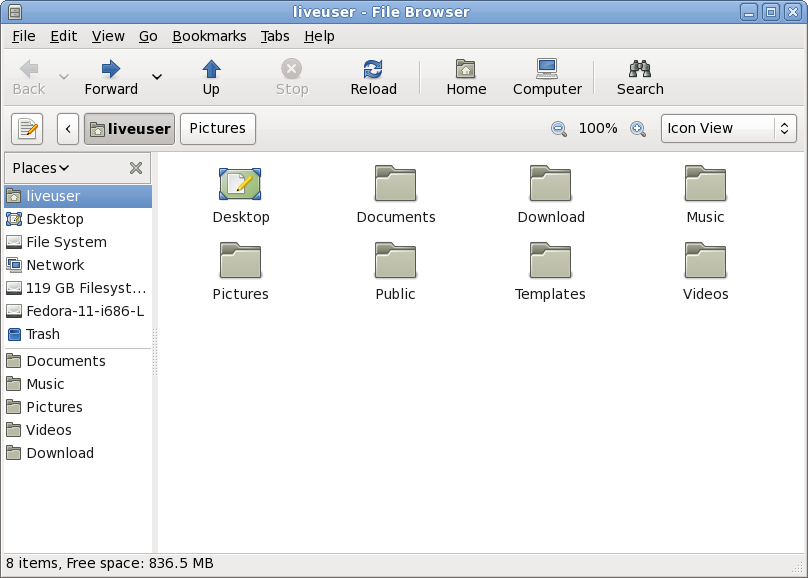 liveuser - File Browser
File Edit View Go Bookmarks Tabs Help
Back Forward Up Stop Reload Home Computer Search
liveuser Pictures 100% Icon View
Places
liveuser
Desktop
File System
Network
119 GB Filesyst...
Fedora-11-i686-L
Trash
Documents
Music
Pictures
Videos
Download
Desktop Documents Download Music
Pictures Public Templates Videos
8 items, Free space: 836.5 MB